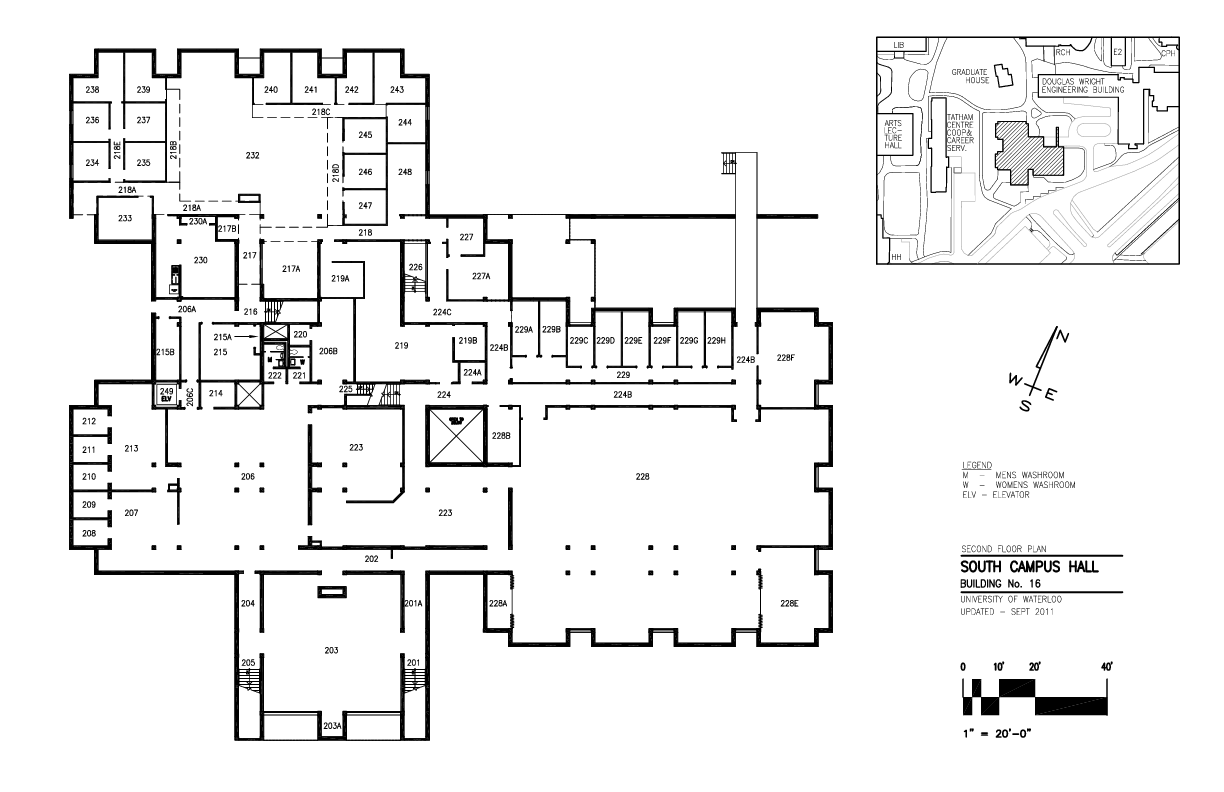 238
239
240
241
242
243
218C
236
237
218B
245
244
218E
232
234
235
218D
246
248
218A
247
218A
233
230A
217B
218
227
230
217
217A
226
219A
227A
206A
216
224C
215A
220
215B
215
206B
219
219B
224B
229A
229B
229C
229D
229E
229F
229G
229H
224B
228F
W
W
222
221
224A
229
249
ELV
206C
214
225
224
224B
212
213
211
210
209
207
208
206
223
223
228B
228
202
204
201A
228A
228E
203
205
201
203A
LIB
RCH
E2
CPH
GRADUATE
HOUSE
DOUGLAS WRIGHT
ENGINEERING BUILDING
ARTS
LEC-
TURE
HALL
TATHAM
CENTRE
COOP&
CAREER
SERV.
HH
N
W
E
S
LEGEND
M – MENS WASHROOM
W – WOMENS WASHROOM
ELV – ELEVATOR
SECOND FLOOR PLAN
SOUTH CAMPUS HALL
BUILDING No. 16
UNIVERSITY OF WATERLOO
UPDATED – SEPT 2011
0 10' 20' 40'
1" = 20'-0"